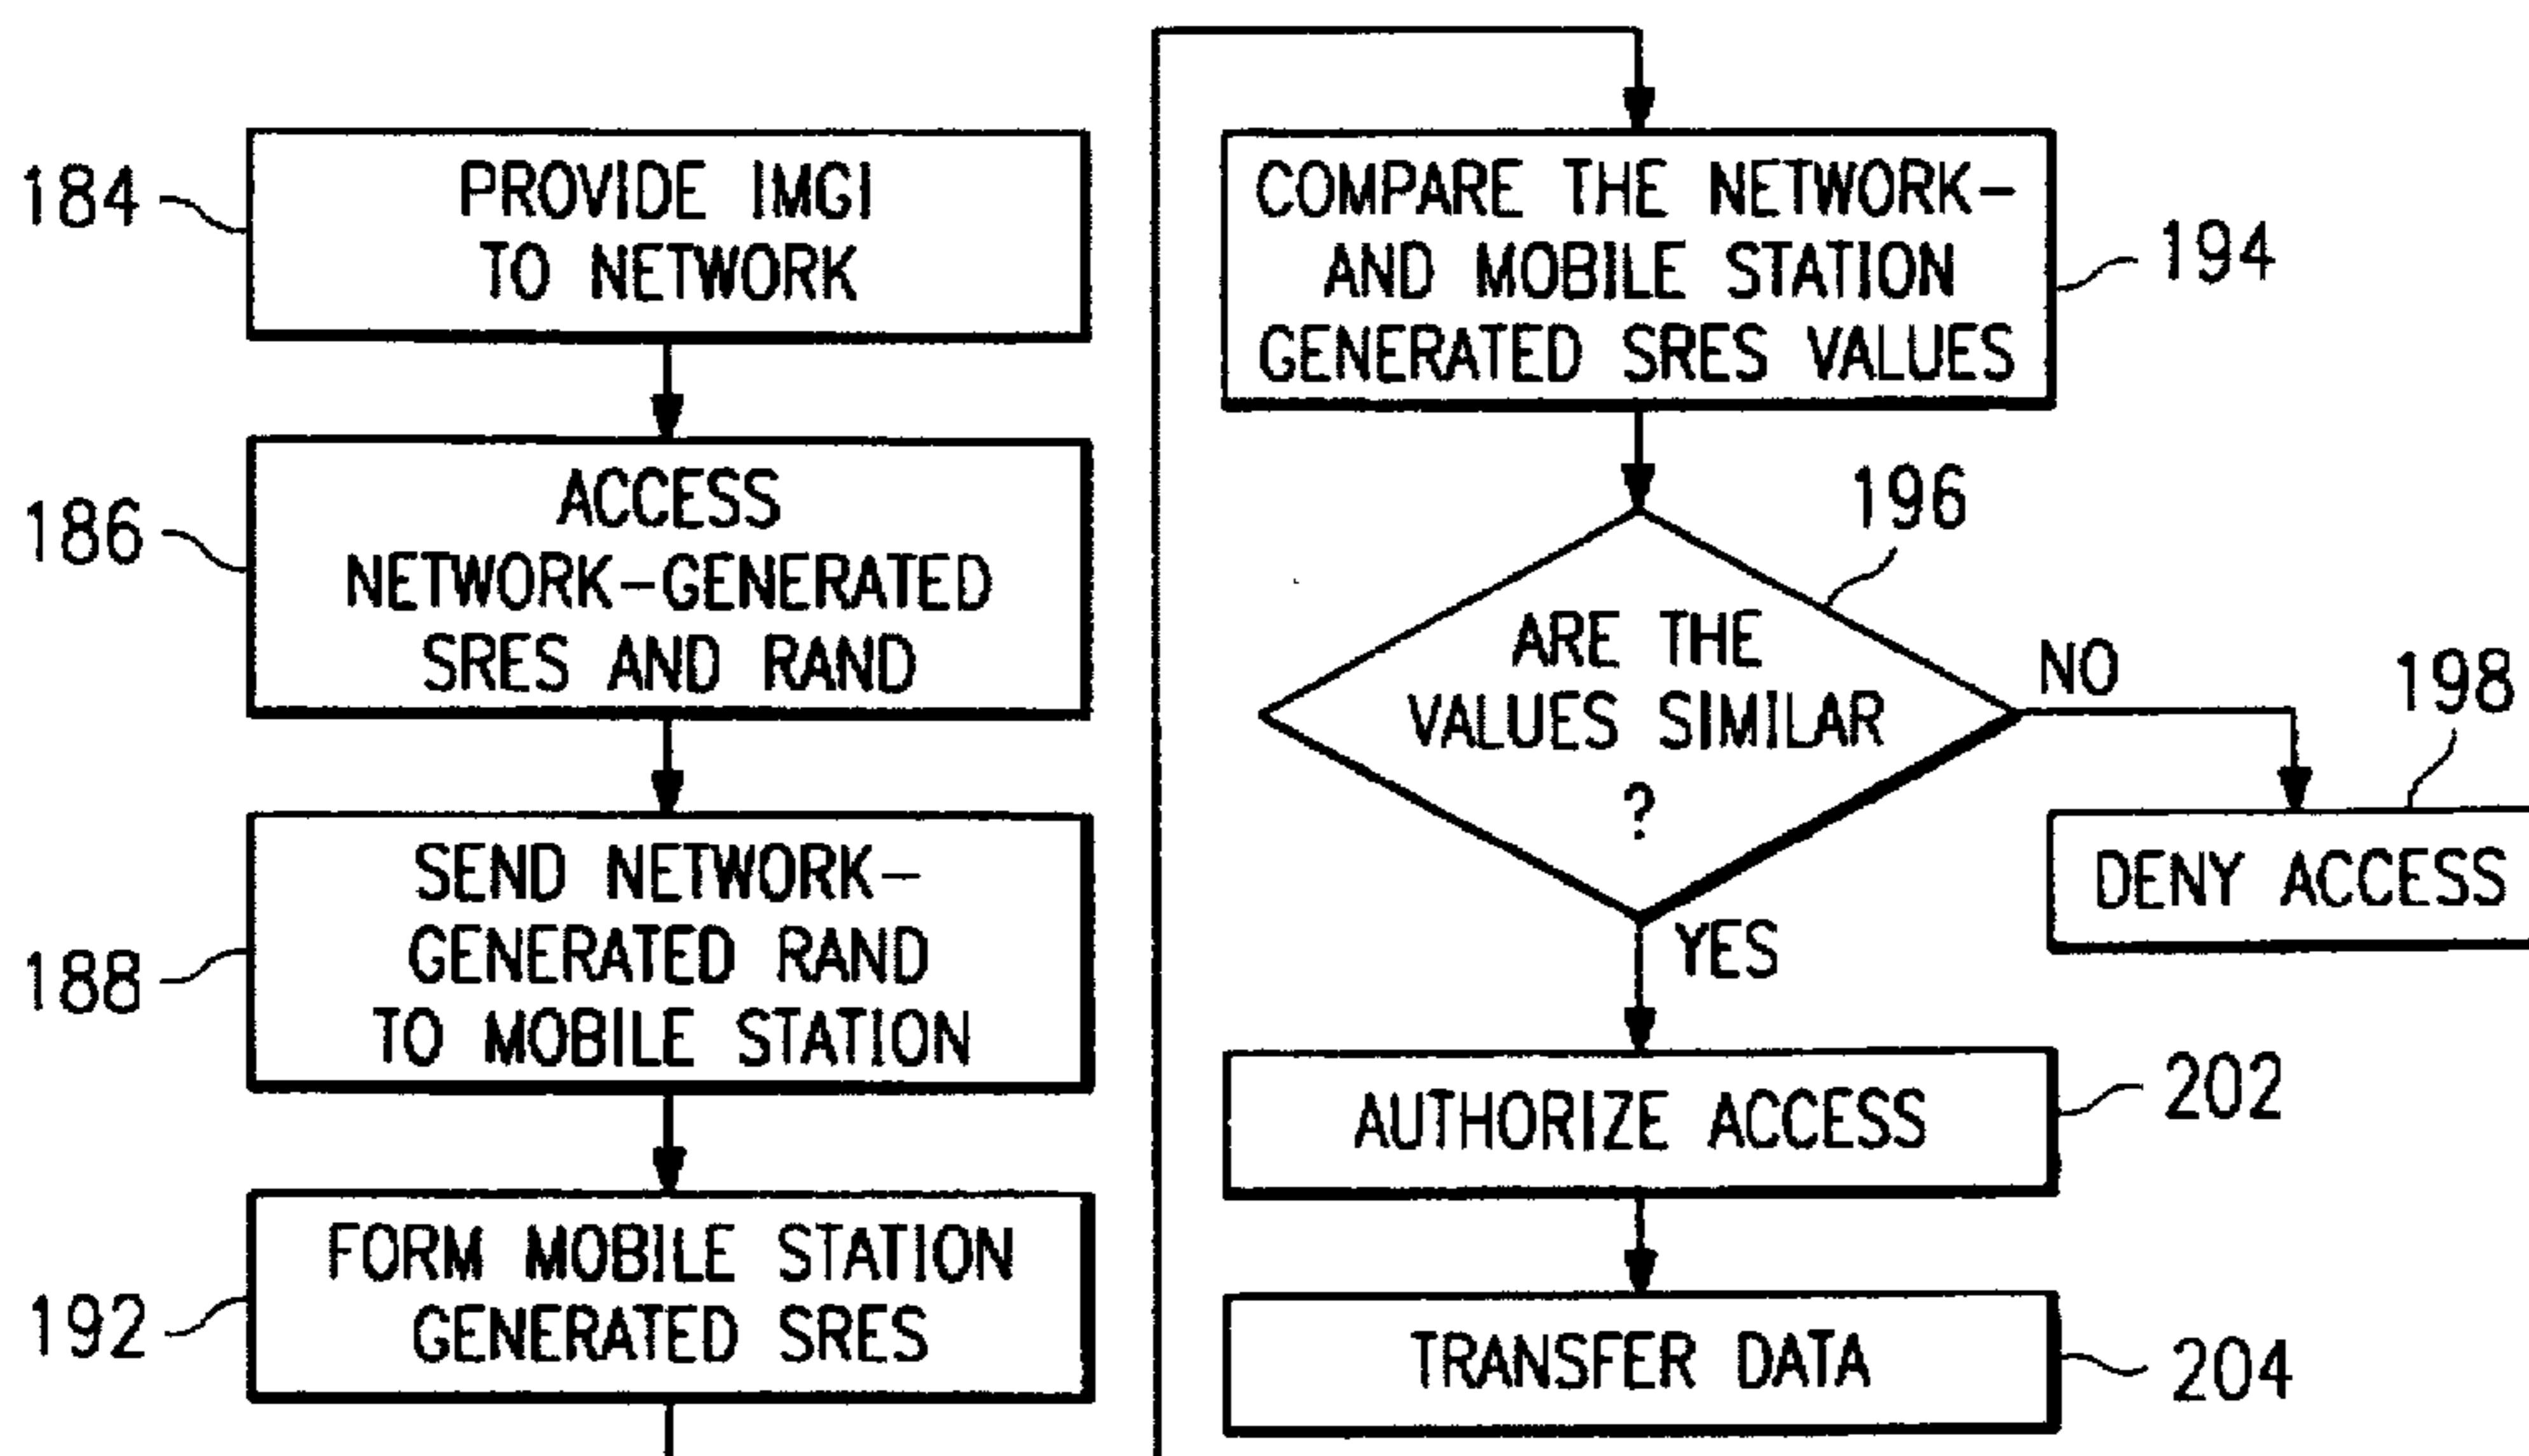 184
PROVIDE IMGI
TO NETWORK
186
ACCESS
NETWORK-GENERATED
SRES AND RAND
188
SEND NETWORK-
GENERATED RAND
TO MOBILE STATION
192
FORM MOBILE STATION
GENERATED SRES
COMPARE THE NETWORK-
AND MOBILE STATION
GENERATED SRES VALUES
194
196
ARE THE
VALUES SIMILAR
?
NO
198
DENY ACCESS
YES
AUTHORIZE ACCESS
202
TRANSFER DATA
204